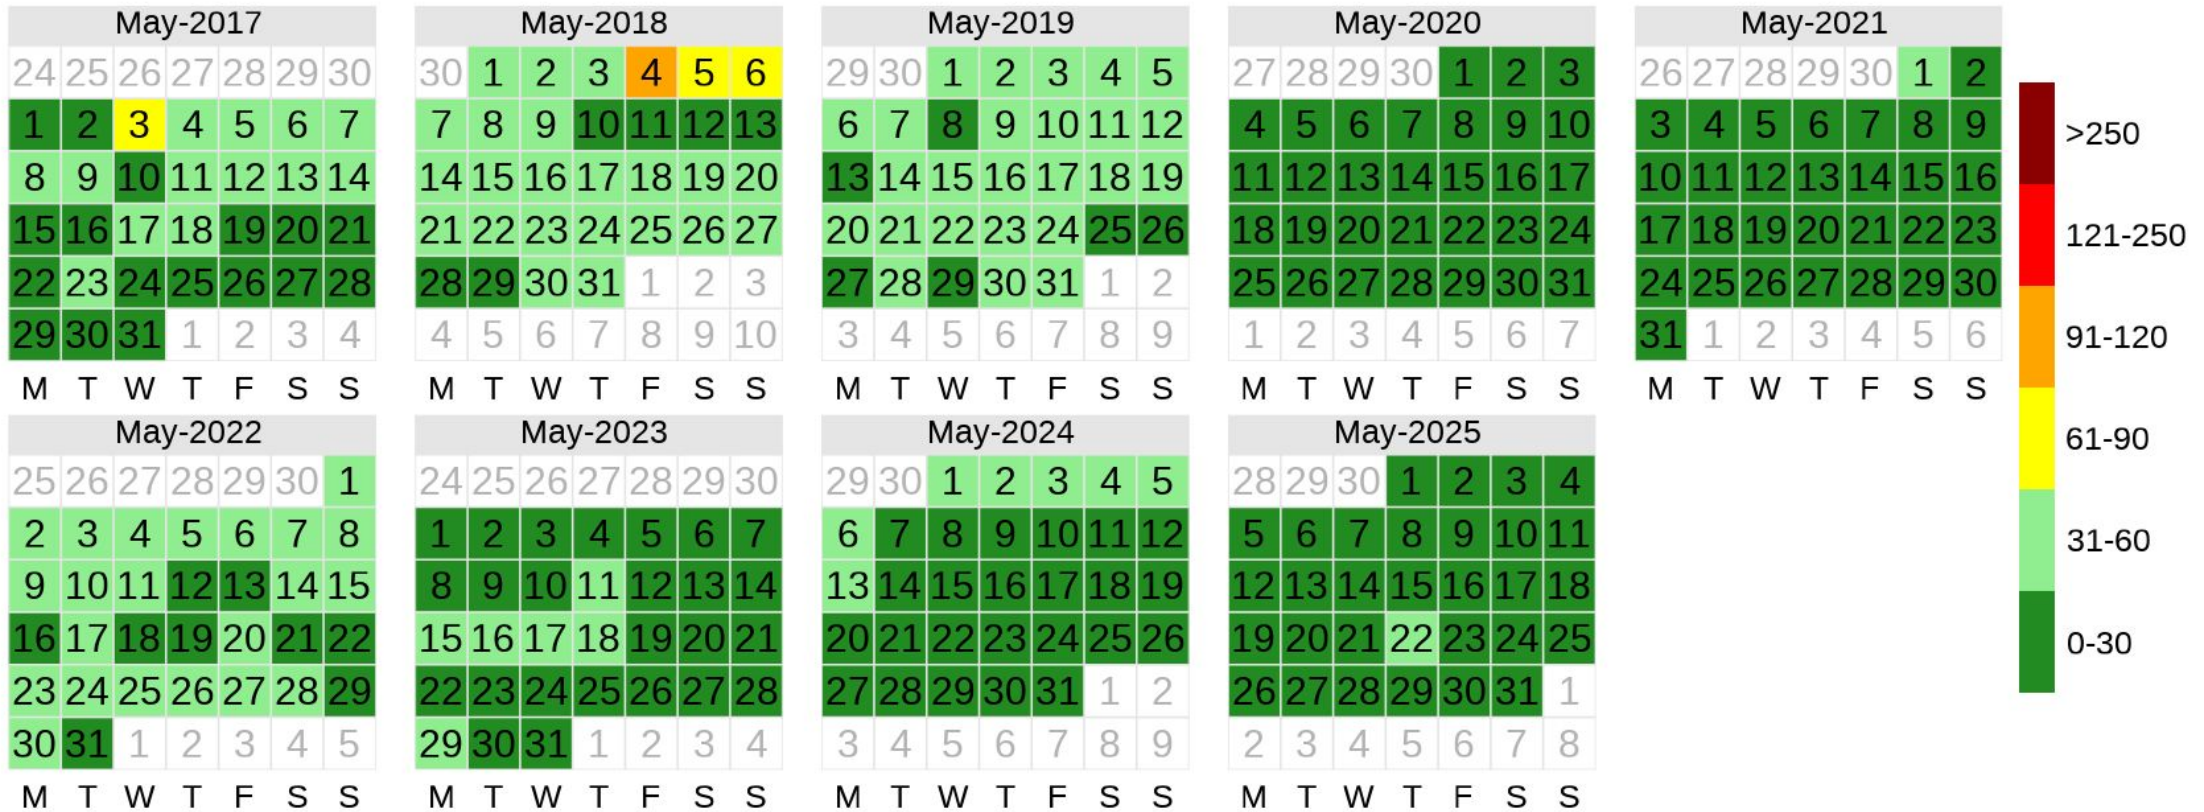 May-2017
24 25 26 27 28 29 30
1 2 3 4 5 6 7
8 9 10 11 12 13 14
15 16 17 18 19 20 21
22 23 24 25 26 27 28
29 30 31 1 2 3 4
M T W T F S S
May-2018
30 1 2 3 4 5 6
7 8 9 10 11 12 13
14 15 16 17 18 19 20
21 22 23 24 25 26 27
28 29 30 31 1 2 3
4 5 6 7 8 9 10
M T W T F S S
May-2019
29 30 1 2 3 4 5
6 7 8 9 10 11 12
13 14 15 16 17 18 19
20 21 22 23 24 25 26
27 28 29 30 31 1 2
3 4 5 6 7 8 9
M T W T F S S
May-2020
27 28 29 30 1 2 3
4 5 6 7 8 9 10
11 12 13 14 15 16 17
18 19 20 21 22 23 24
25 26 27 28 29 30 31
1 2 3 4 5 6 7
M T W T F S S
May-2021
26 27 28 29 30 1 2
3 4 5 6 7 8 9
10 11 12 13 14 15 16
17 18 19 20 21 22 23
24 25 26 27 28 29 30
31 1 2 3 4 5 6
M T W T F S S
May-2022
25 26 27 28 29 30 1
2 3 4 5 6 7 8
9 10 11 12 13 14 15
16 17 18 19 20 21 22
23 24 25 26 27 28 29
30 31 1 2 3 4 5
M T W T F S S
May-2023
24 25 26 27 28 29 30
1 2 3 4 5 6 7
8 9 10 11 12 13 14
15 16 17 18 19 20 21
22 23 24 25 26 27 28
29 30 31 1 2 3 4
M T W T F S S
May-2024
29 30 1 2 3 4 5
6 7 8 9 10 11 12
13 14 15 16 17 18 19
20 21 22 23 24 25 26
27 28 29 30 31 1 2
3 4 5 6 7 8 9
M T W T F S S
May-2025
28 29 30 1 2 3 4
5 6 7 8 9 10 11
12 13 14 15 16 17 18
19 20 21 22 23 24 25
26 27 28 29 30 31 1
2 3 4 5 6 7 8
M T W T F S S
>250
121-250
91-120
61-90
31-60
0-30